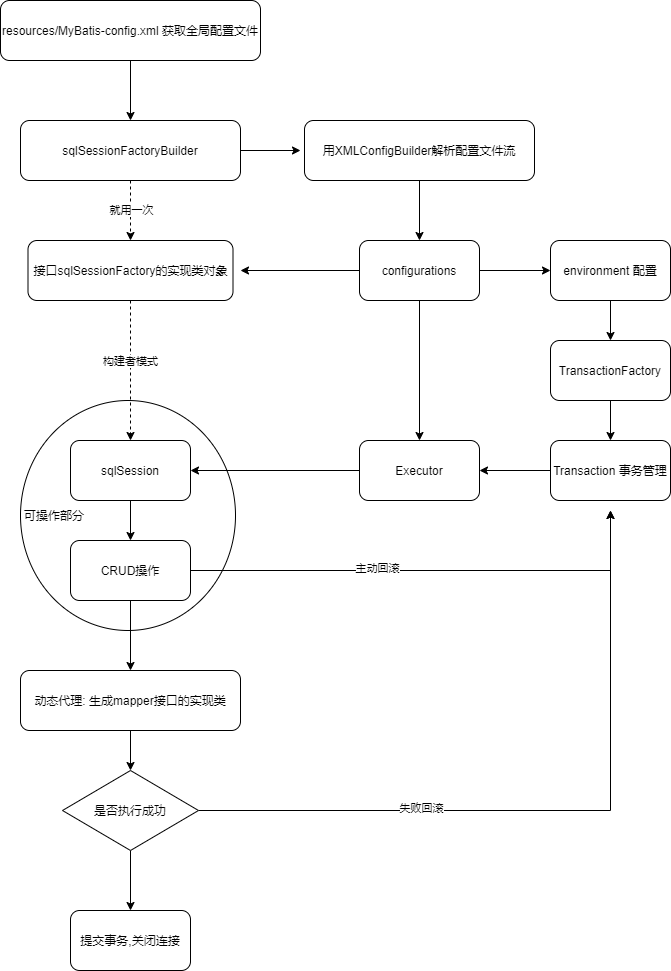 resources/MyBatis-config.xml 获取全局配置文件
sqlSessionFactoryBuilder
用XMLConfigBuilder解析配置文件流
就用一次
接口sqlSessionFactory的实现类对象
configurations
environment 配置
构建者模式
TransactionFactory
sqlSession
Executor
Transaction 事务管理
可操作部分
CRUD操作
主动回滚
动态代理: 生成mapper接口的实现类
是否执行成功
失败回滚
提交事务,关闭连接